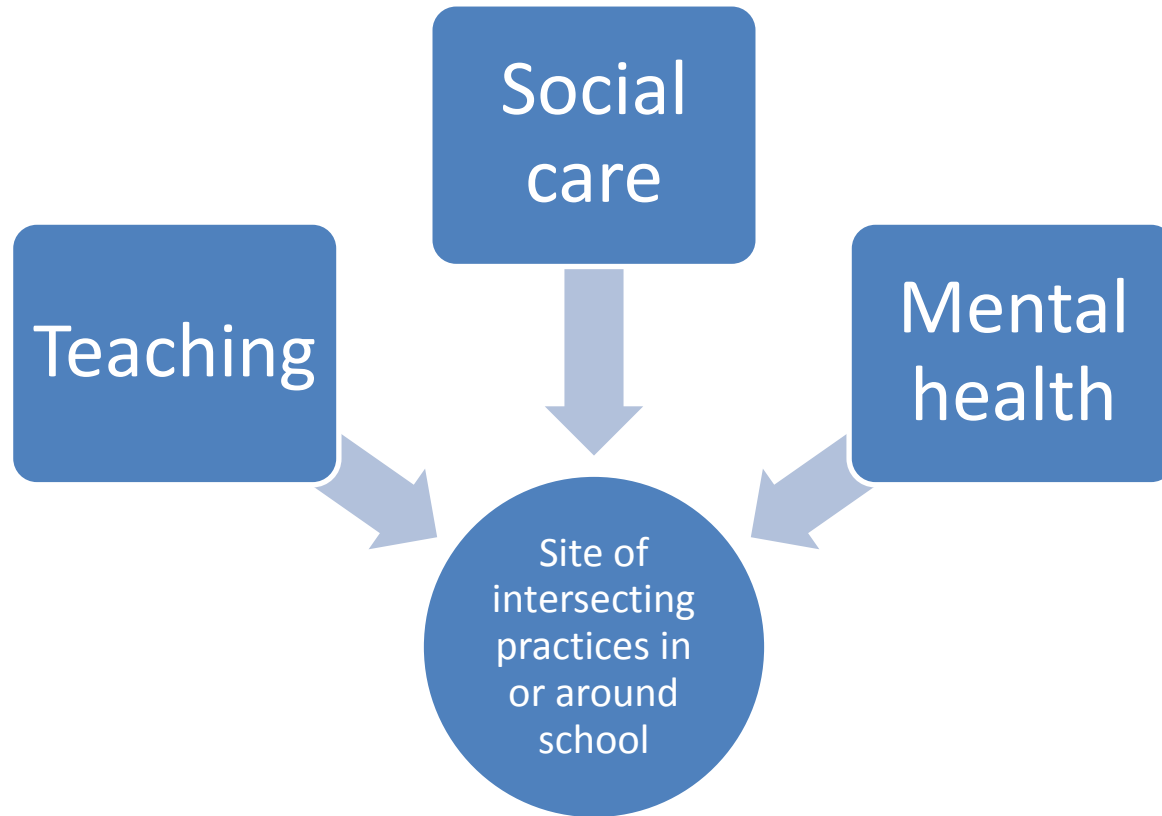 Social
care
Teaching
Mental
health
Site of
intersecting
practices in
or around
school